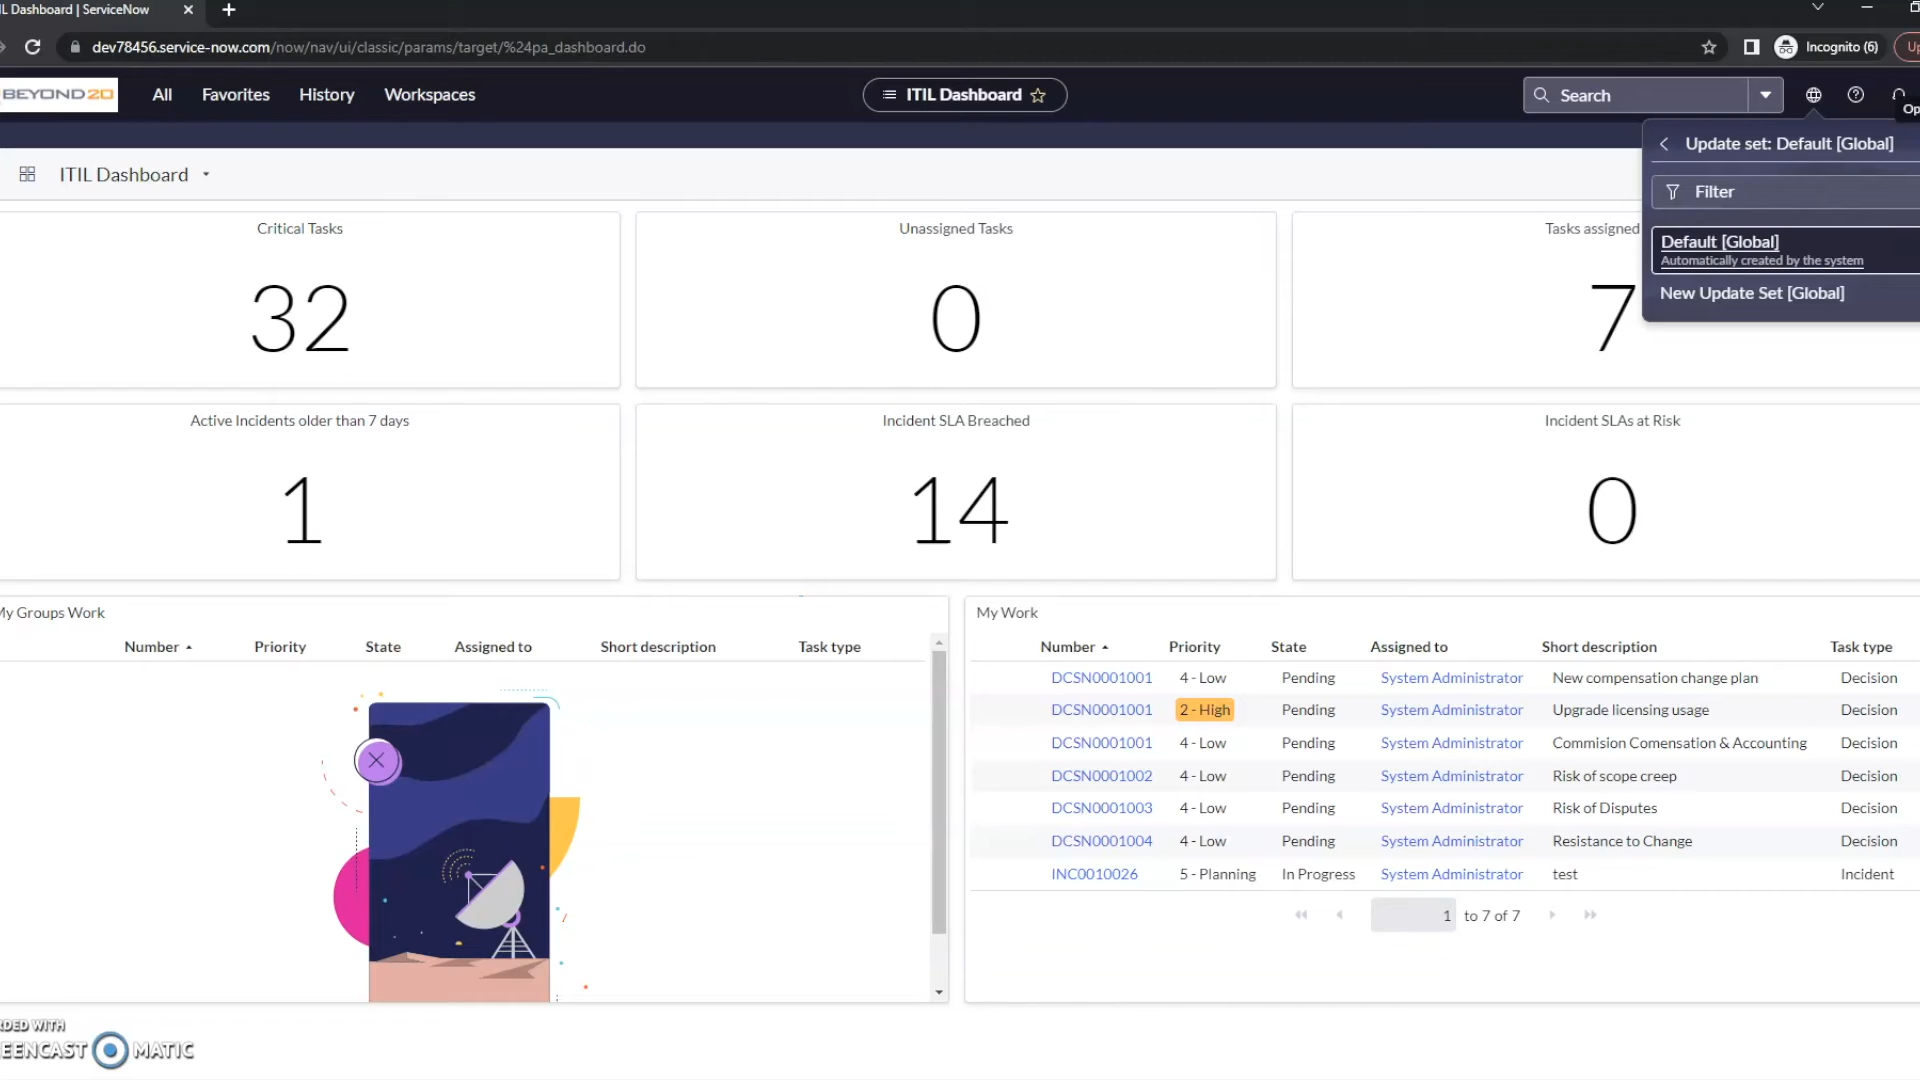 L Dashboard | ServiceNow
dev78456.service-now.com/now/nav/ui/classic/params/target/%24pa_dashboard.do
Incognito (6)
Up
BEYOND20
All Favorites History Workspaces
ITIL Dashboard
Search
Op
Update set: Default [Global]
Filter
Default [Global]
Automatically created by the system
New Update Set [Global]
ITIL Dashboard
Critical Tasks
32
Unassigned Tasks
0
Tasks assigned
7
Active Incidents older than 7 days
1
Incident SLA Breached
14
Incident SLAs at Risk
0
My Groups Work
Number Priority State Assigned to Short description Task type
My Work
Number Priority State Assigned to Short description Task type
DCSN0001001 4 - Low Pending System Administrator New compensation change plan Decision
DCSN0001001 2 - High Pending System Administrator Upgrade licensing usage Decision
DCSN0001001 4 - Low Pending System Administrator Commision Comensation & Accounting Decision
DCSN0001002 4 - Low Pending System Administrator Risk of scope creep Decision
DCSN0001003 4 - Low Pending System Administrator Risk of Disputes Decision
DCSN0001004 4 - Low Pending System Administrator Resistance to Change Decision
INC0010026 5 - Planning In Progress System Administrator test Incident
1 to 7 of 7
RDED WITH
EENCAST MATIC